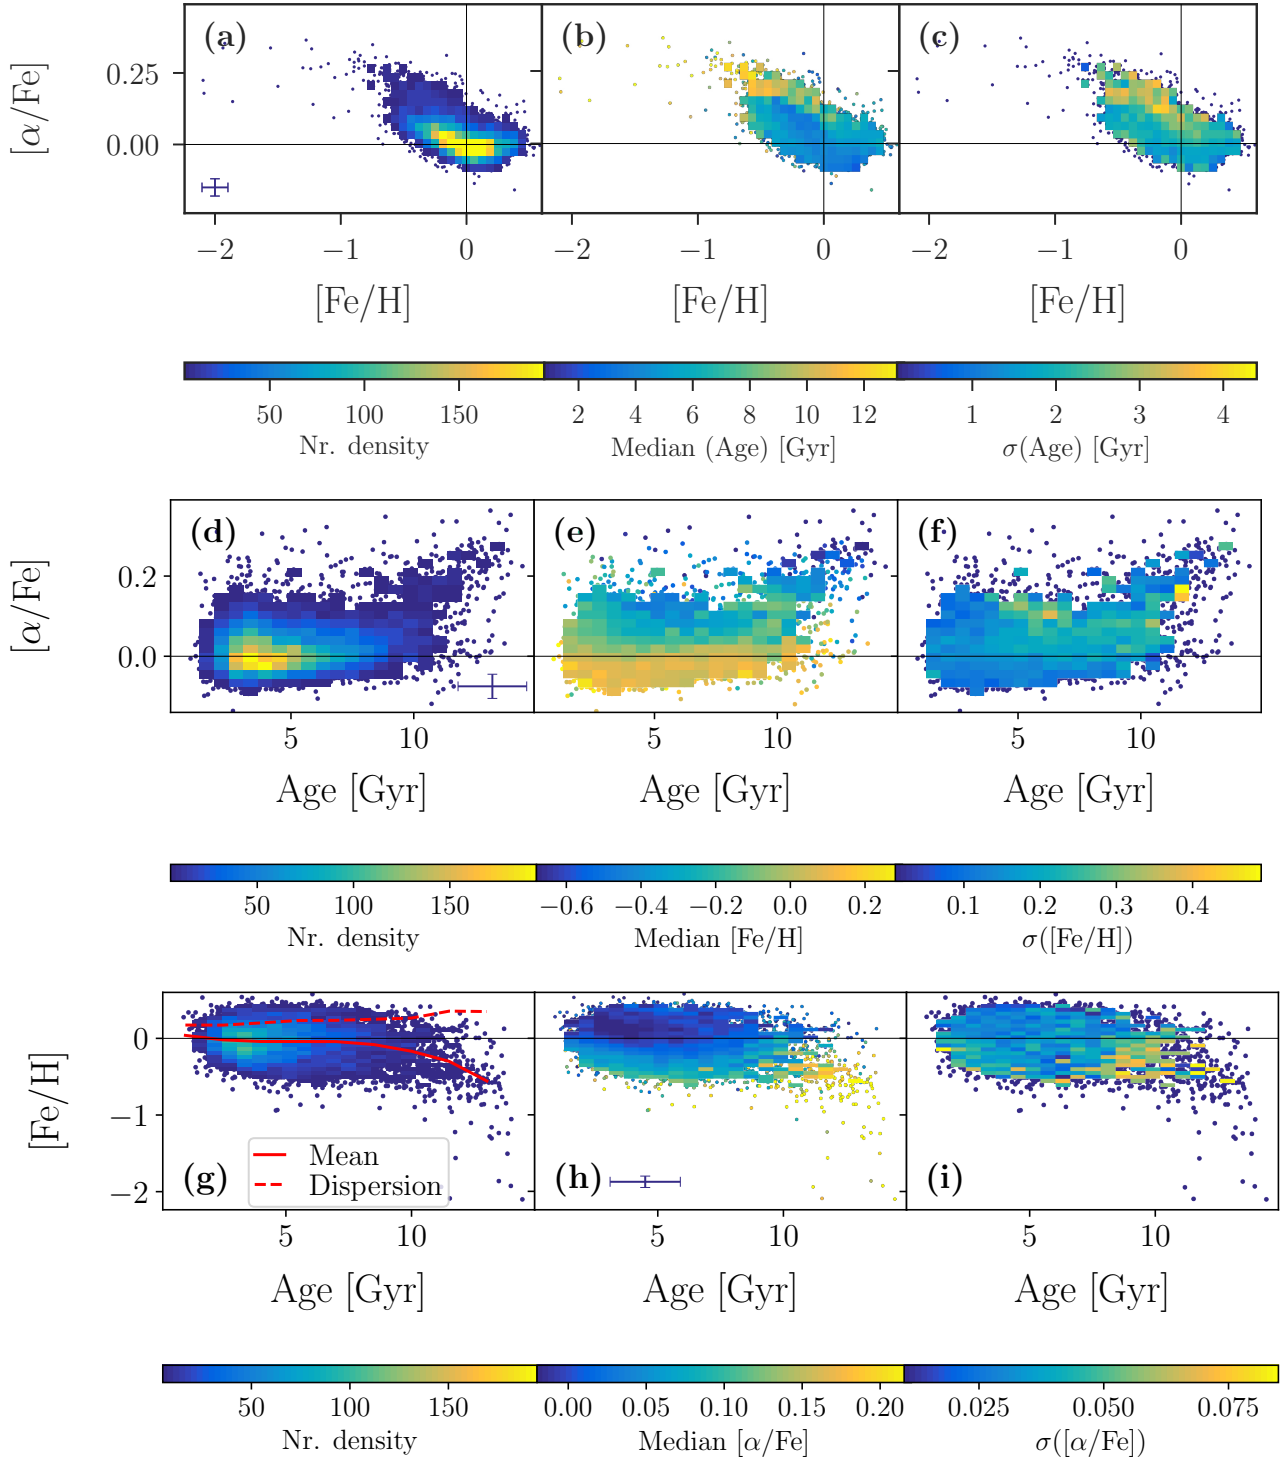 (a) (b) (c)
[α/Fe]
0.25
0.00
−2 −1 0 −2 −1 0 −2 −1 0
[Fe/H] [Fe/H] [Fe/H]
50 100 150 2 4 6 8 10 12 1 2 3 4
Nr. density Median (Age) [Gyr] σ(Age) [Gyr]
(d) (e) (f)
[α/Fe]
0.2
0.0
5 10 5 10 5 10
Age [Gyr] Age [Gyr] Age [Gyr]
50 100 150 −0.6 −0.4 −0.2 0.0 0.2 0.1 0.2 0.3 0.4
Nr. density Median [Fe/H] σ([Fe/H])
[Fe/H]
0
−1
−2
Mean
Dispersion
(g) (h) (i)
5 10 5 10 5 10
Age [Gyr] Age [Gyr] Age [Gyr]
50 100 150 0.00 0.05 0.10 0.15 0.20 0.025 0.050 0.075
Nr. density Median [α/Fe] σ([α/Fe])